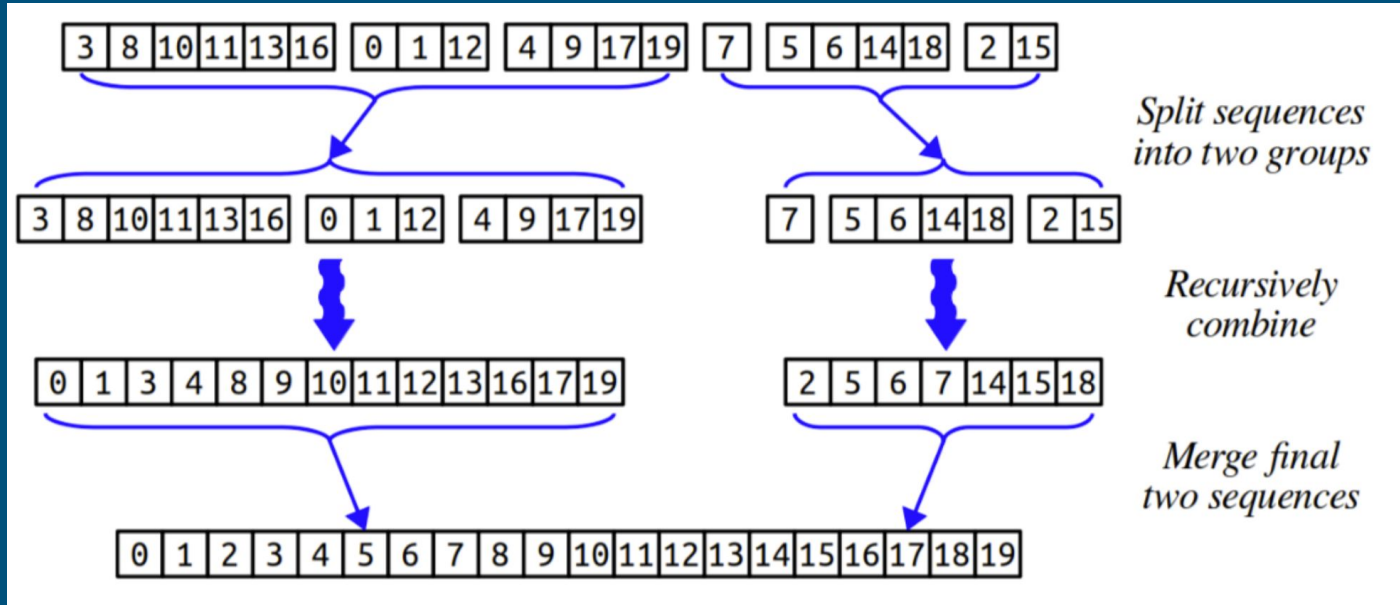 3 8 10 11 13 16 0 1 12 4 9 17 19 7 5 6 14 18 2 15
Split sequences
into two groups
3 8 10 11 13 16 0 1 12 4 9 17 19 7 5 6 14 18 2 15
Recursively
combine
0 1 3 4 8 9 10 11 12 13 16 17 19 2 5 6 7 14 15 18
Merge final
two sequences
0 1 2 3 4 5 6 7 8 9 10 11 12 13 14 15 16 17 18 19